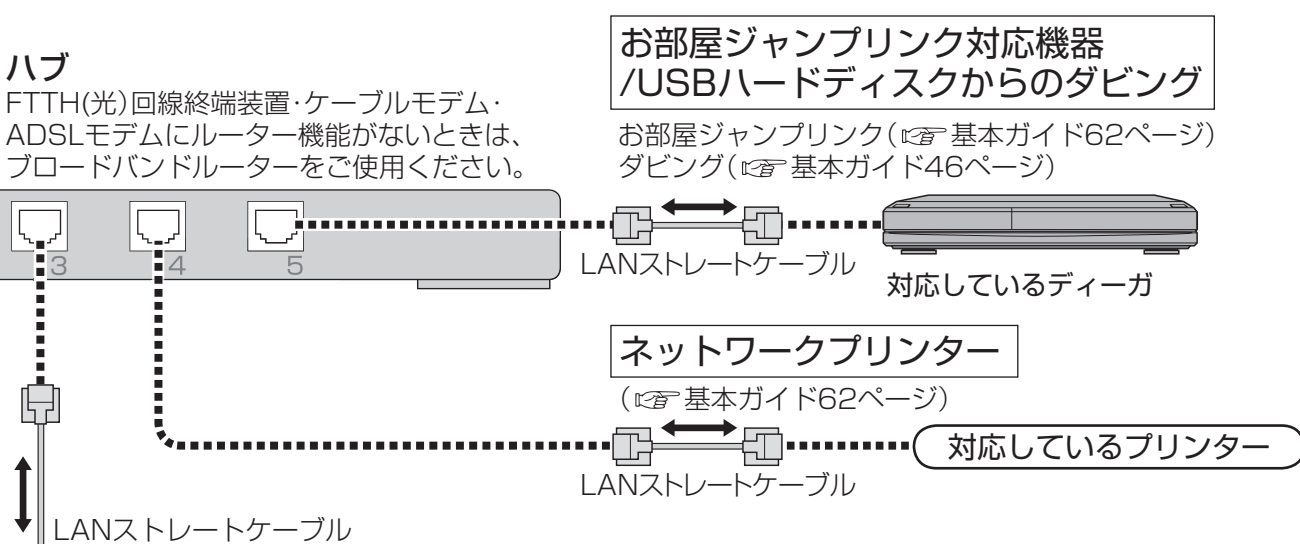 ハブ
FTTH(光)回線終端装置・ケーブルモデム・
ADSLモデムにルーター機能がないときは、
ブロードバンドルーターをご使用ください。
3
4
5
お部屋ジャンプリンク対応機器
/USBハードディスクからのダビング
お部屋ジャンプリンク(☞基本ガイド62ページ)
ダビング(☞基本ガイド46ページ)
LANストレートケーブル
対応しているディーガ
ネットワークプリンター
(☞基本ガイド62ページ)
対応しているプリンター
LANストレートケーブル
LANストレートケーブル